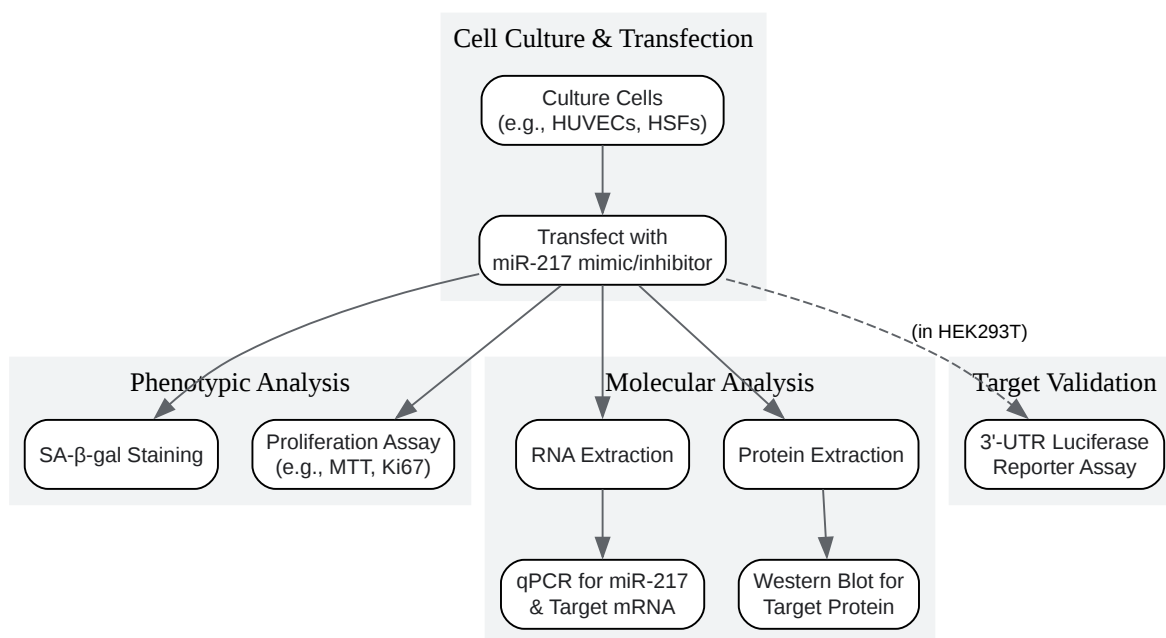 Cell Culture & Transfection
Culture Cells
(e.g., HUVECs, HSFs)
Transfect with
miR-217 mimic/inhibitor
(in HEK293T)
Phenotypic Analysis
Molecular Analysis
Target Validation
SA-β-gal Staining
Proliferation Assay
(e.g., MTT, Ki67)
RNA Extraction
Protein Extraction
3'-UTR Luciferase
Reporter Assay
qPCR for miR-217
& Target mRNA
Western Blot for
Target Protein